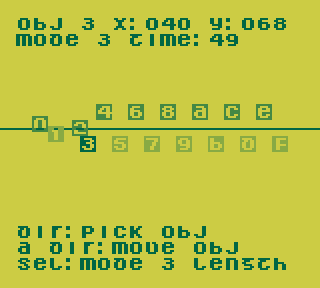 OBJ 3 X:040 Y:068
MODE 3 TIME:49
4 6 8 A C E
0 2
1
3 5 7 9 B D F
DIR:PICK OBJ
A DIR:MOVE OBJ
SEL:MODE 3 LENGTH